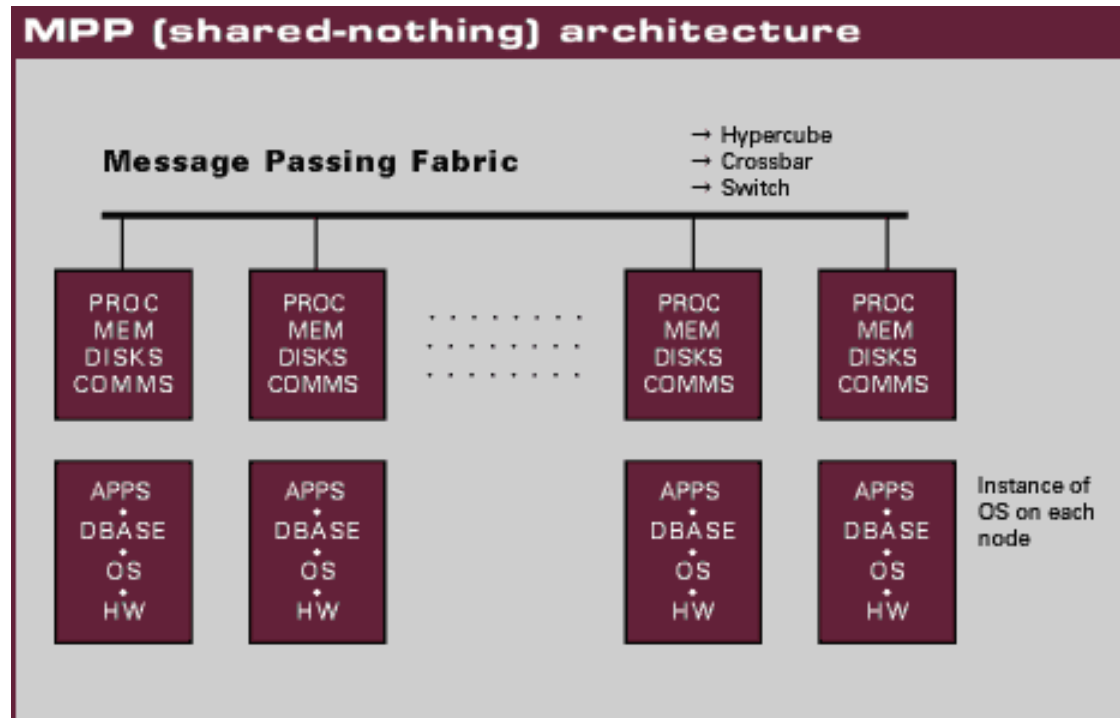 MPP (shared-nothing) architecture
Message Passing Fabric
→ Hypercube
→ Crossbar
→ Switch
PROC
MEM
DISKS
COMMS
PROC
MEM
DISKS
COMMS
PROC
MEM
DISKS
COMMS
PROC
MEM
DISKS
COMMS
APPS
DBASE
OS
HW
APPS
DBASE
OS
HW
APPS
DBASE
OS
HW
APPS
DBASE
OS
HW
Instance of
OS on each
node